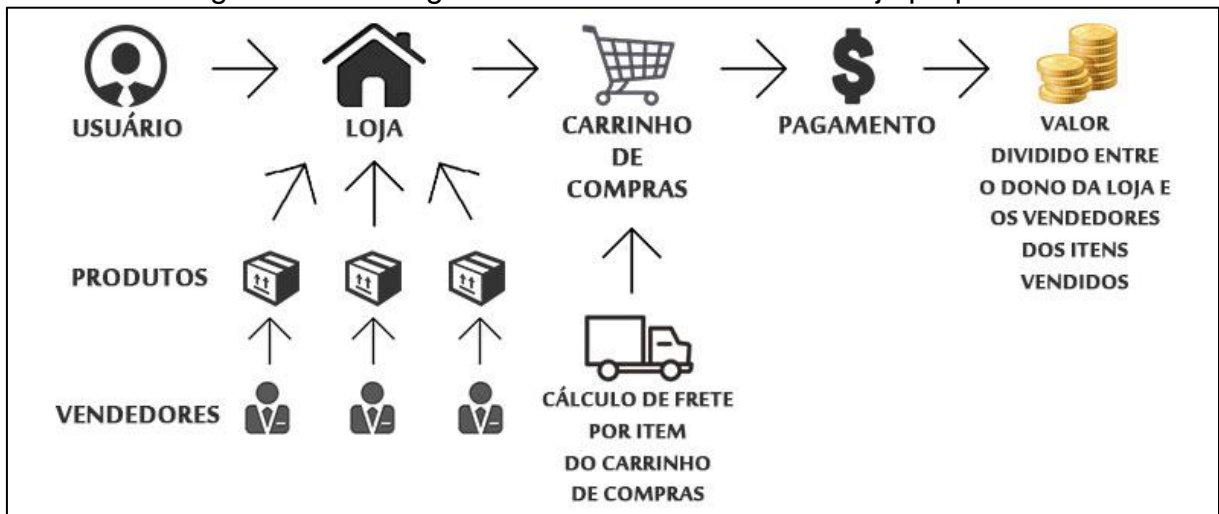 USUÁRIO
LOJA
CARRINHO
DE
COMPRAS
PAGAMENTO
VALOR
DIVIDIDO ENTRE
O DONO DA LOJA E
OS VENDEDORES
DOS ITENS
VENDIDOS
PRODUTOS
VENDEDORES
CÁLCULO DE FRETE
POR ITEM
DO CARRINHO
DE COMPRAS